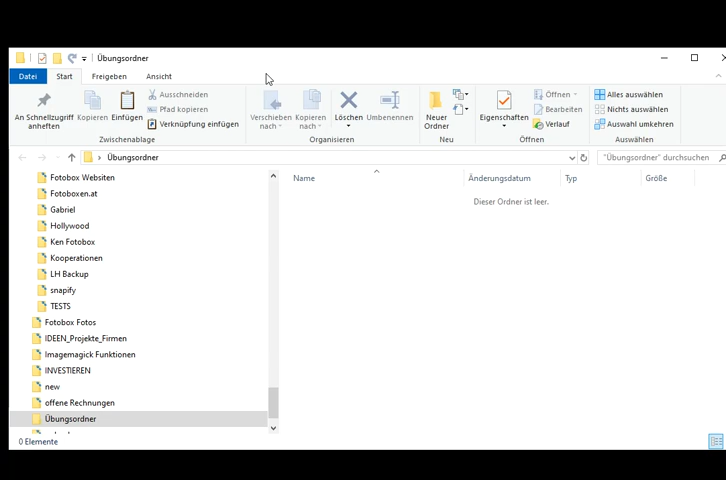 Übungsordner
Datei Start Freigeben Ansicht
An Schnellzugriff anheften
Kopieren
Einfügen
Ausschneiden
Pfad kopieren
Verknüpfung einfügen
Zwischenablage
Verschieben nach
Kopieren nach
Löschen
Umbenennen
Organisieren
Neuer Ordner
Neu
Eigenschaften
Öffnen
Bearbeiten
Verlauf
Öffnen
Alles auswählen
Nichts auswählen
Auswahl umkehren
Auswählen
Übungsordner
"Übungsordner" durchsuchen
Fotobox Websiten
Fotoboxen.at
Gabriel
Hollywood
Ken Fotobox
Kooperationen
LH Backup
snapify
TESTS
Fotobox Fotos
IDEEN_Projekte_Firmen
Imagemagick Funktionen
INVESTIEREN
new
offene Rechnungen
Übungsordner
Name Änderungsdatum Typ Größe
Dieser Ordner ist leer.
0 Elemente